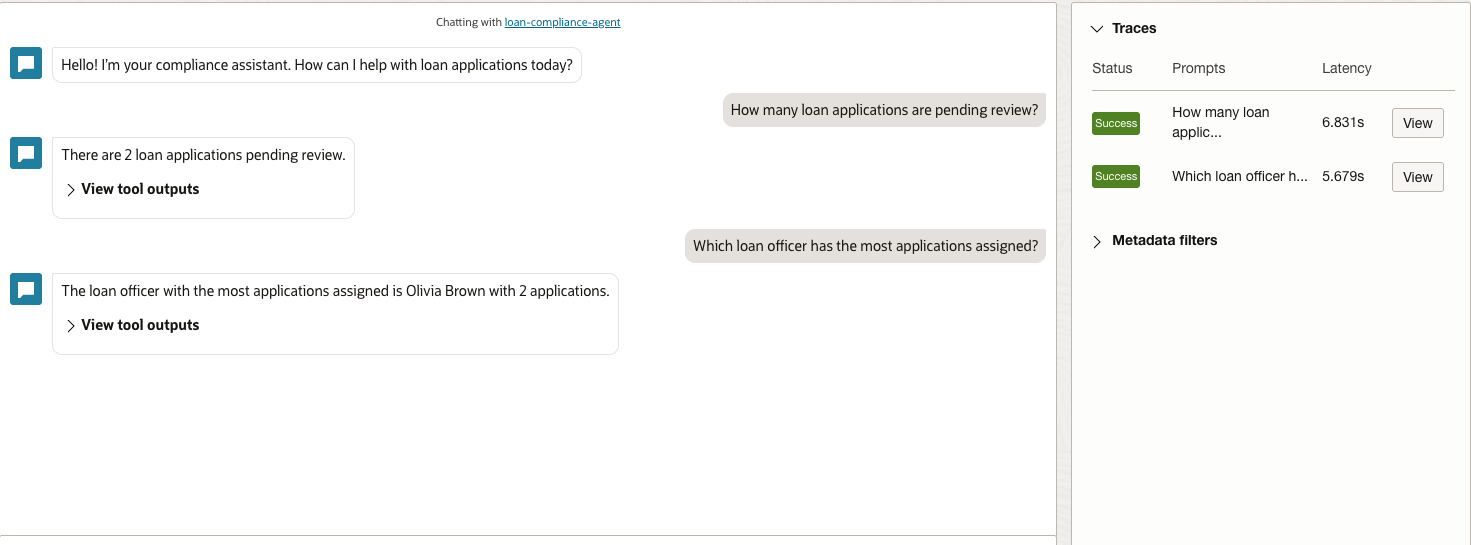 Chatting with loan-compliance-agent
Hello! I'm your compliance assistant. How can I help with loan applications today?
How many loan applications are pending review?
There are 2 loan applications pending review.
View tool outputs
Which loan officer has the most applications assigned?
The loan officer with the most applications assigned is Olivia Brown with 2 applications.
View tool outputs
Traces
Status Prompts Latency
Success How many loan applic... 6.831s View
Success Which loan officer h... 5.679s View
Metadata filters